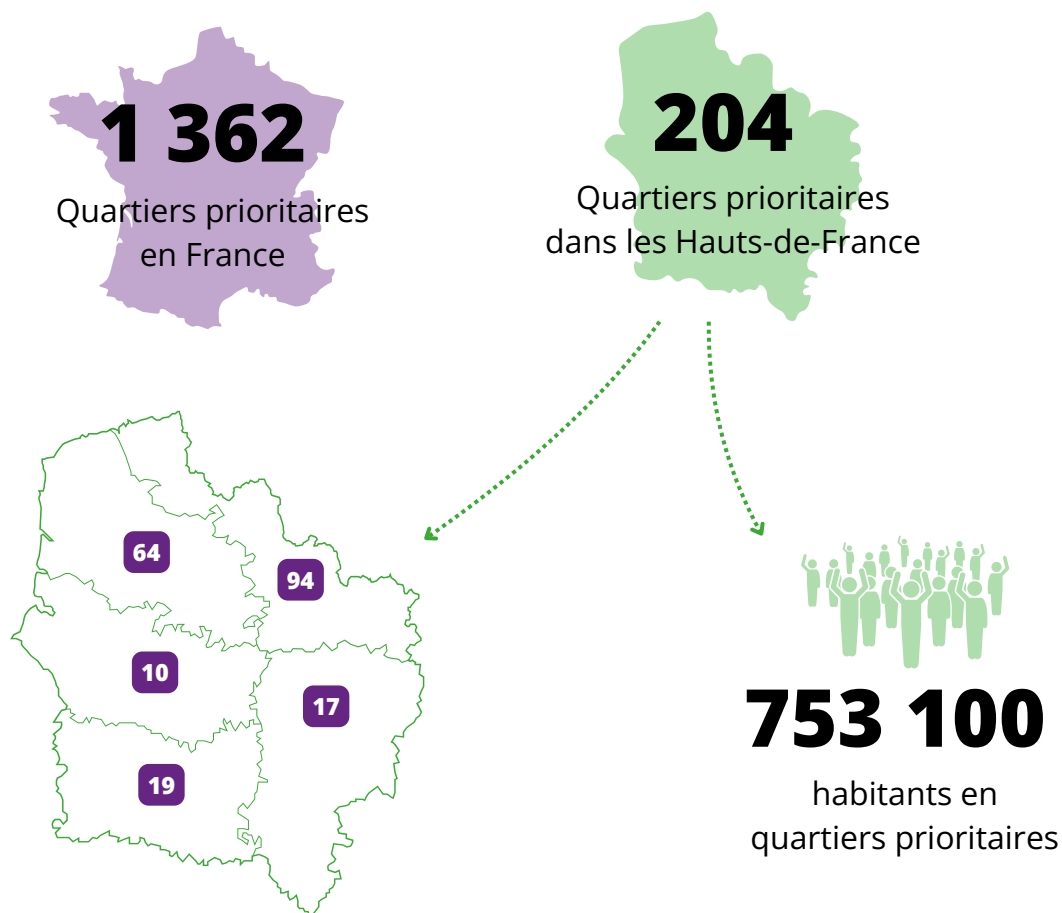 1 362
Quartiers prioritaires
en France
204
Quartiers prioritaires
dans les Hauts-de-France
64
94
10
17
19
753 100
habitants en
quartiers prioritaires